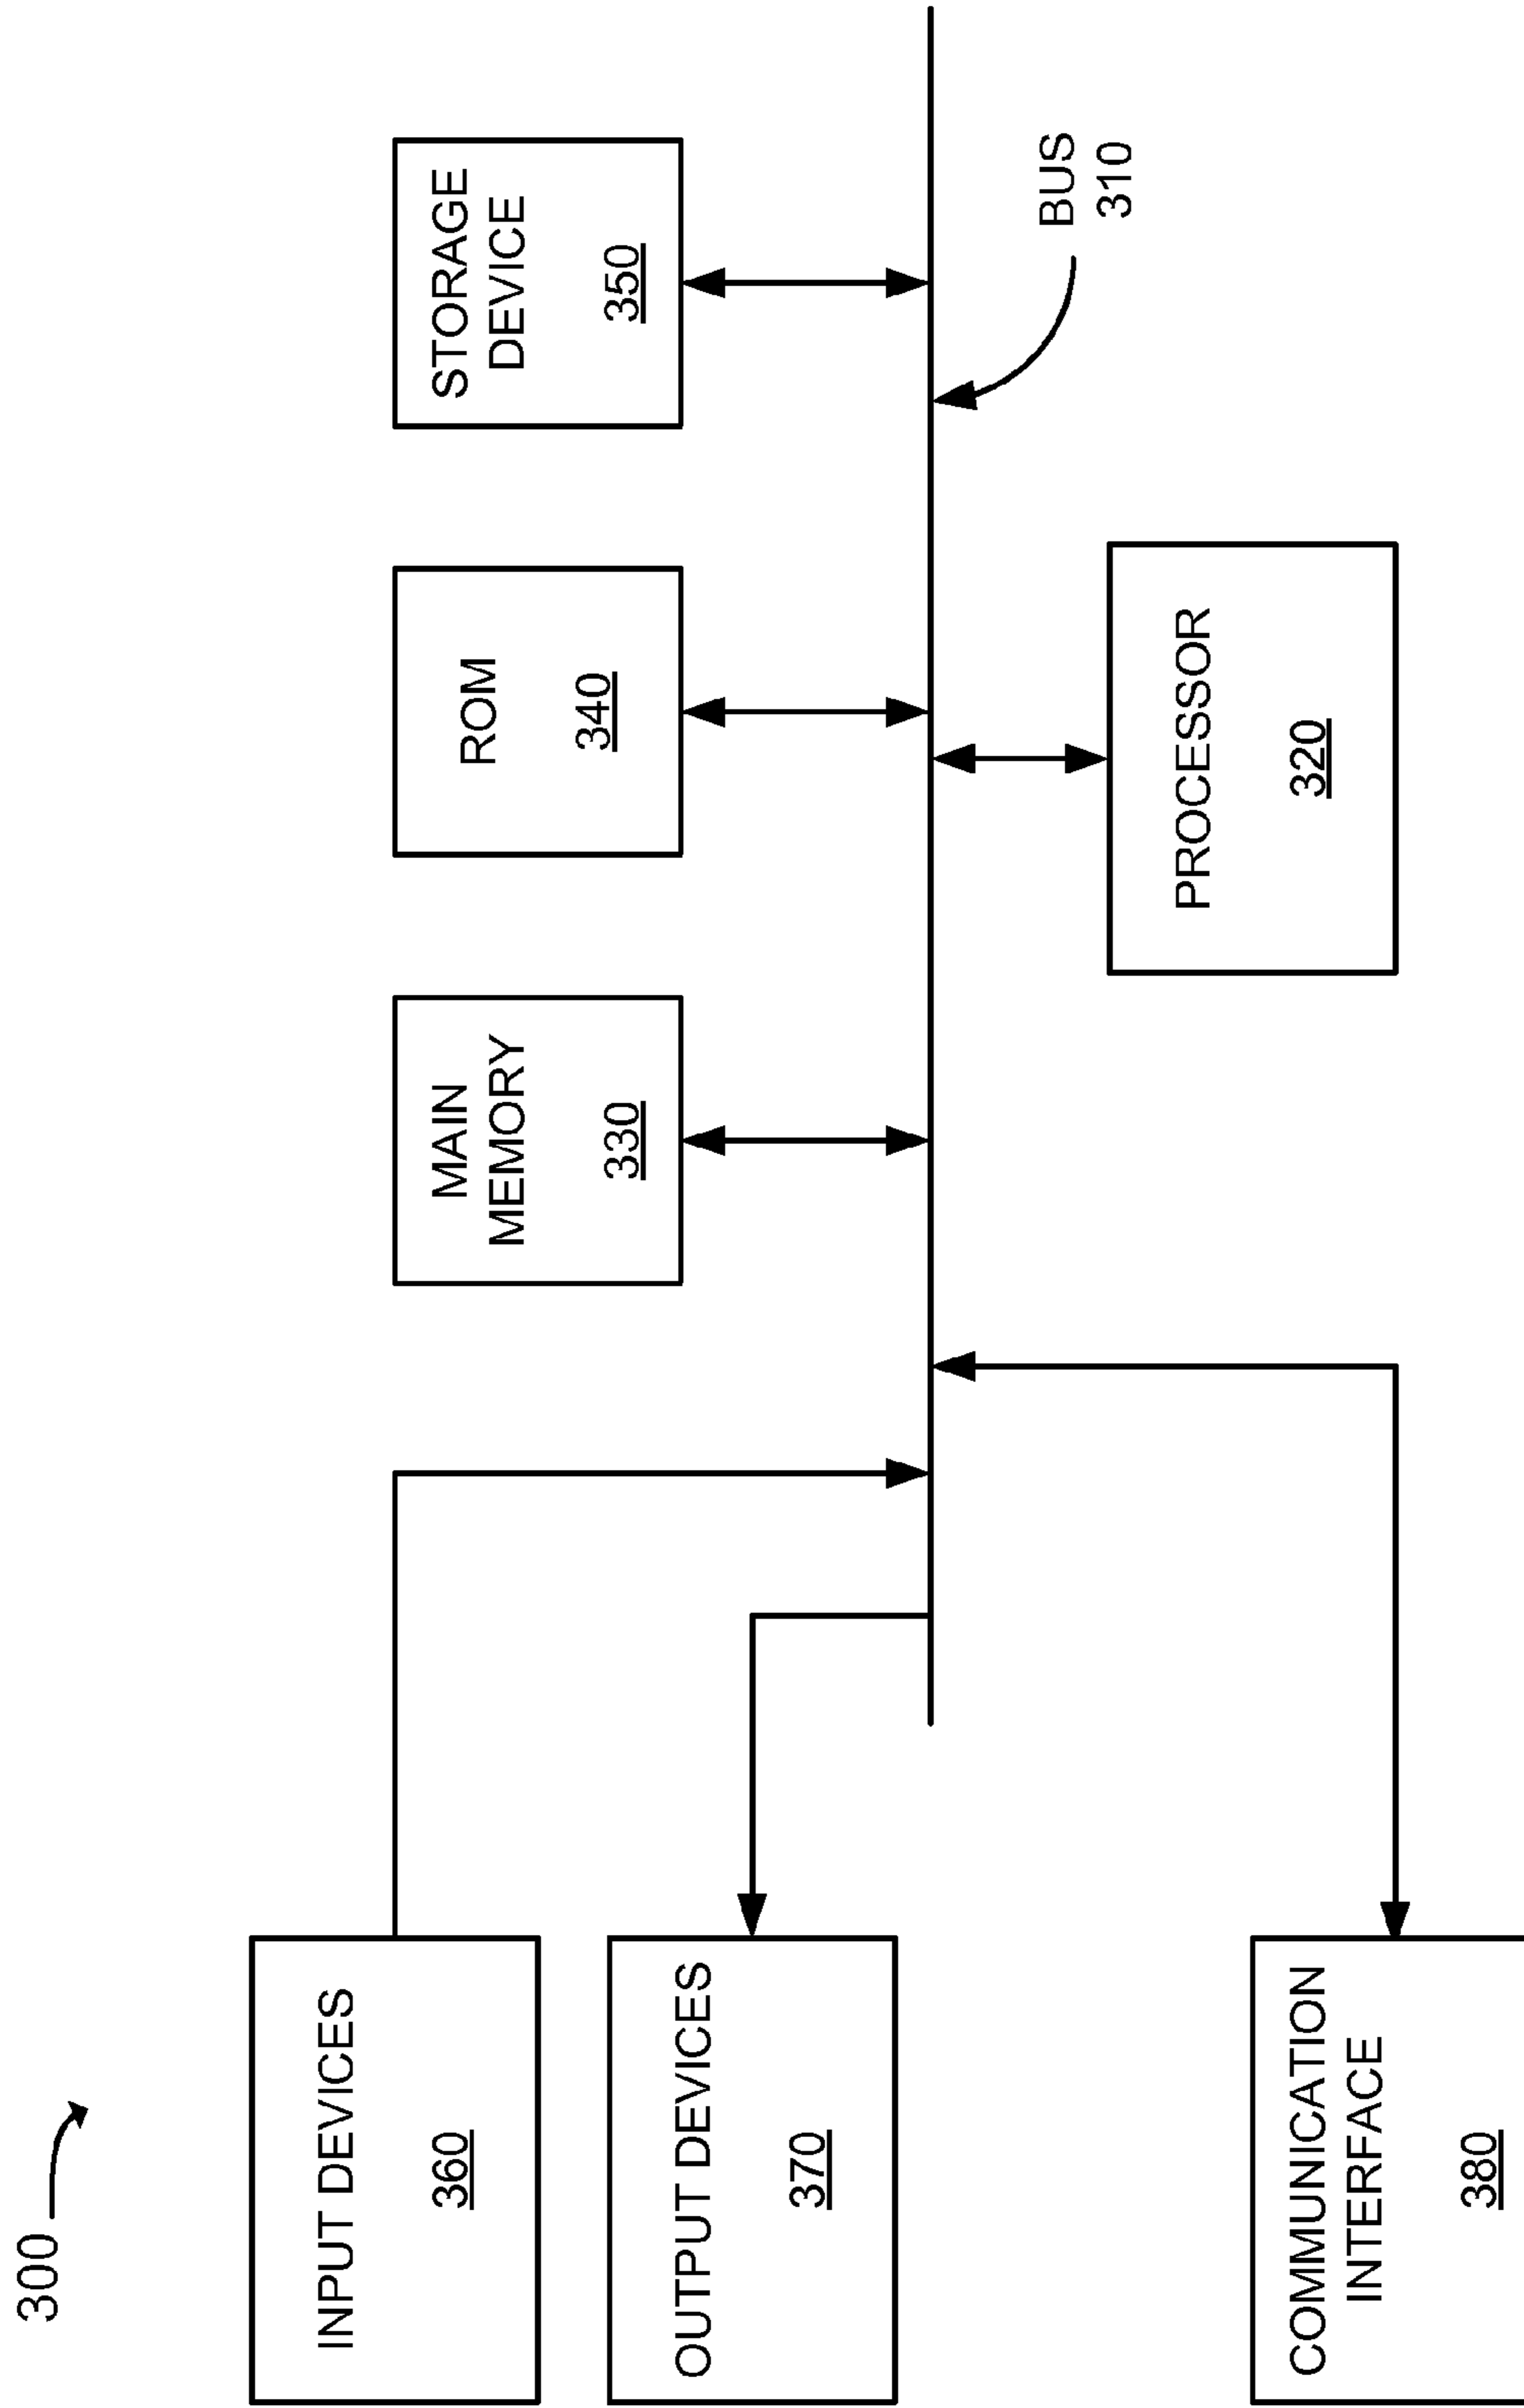 300
INPUT DEVICES
360
OUTPUT DEVICES
370
COMMUNICATION
INTERFACE
380
MAIN
MEMORY
330
ROM
340
STORAGE
DEVICE
350
BUS
310
PROCESSOR
320